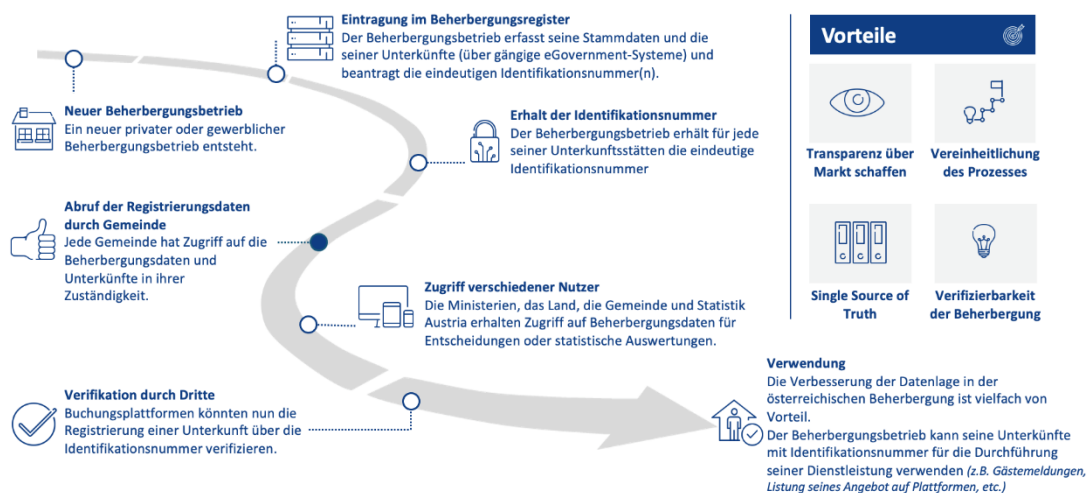 Eintragung im Beherbergungsregister
Der Beherbergungsbetrieb erfasst seine Stammdaten und die
seiner Unterkünfte (über gängige eGovernment-Systeme) und
beantragt die eindeutigen Identifikationsnummer(n).
Neuer Beherbergungsbetrieb
Ein neuer privater oder gewerblicher
Beherbergungsbetrieb entsteht.
Erhalt der Identifikationsnummer
Der Beherbergungsbetrieb erhält für jede
seiner Unterkunftsstätten die eindeutige
Identifikationsnummer
Abruf der Registrierungsdaten
durch Gemeinde
Jede Gemeinde hat Zugriff auf die
Beherbergungsdaten und
Unterkünfte in ihrer
Zuständigkeit.
Zugriff verschiedener Nutzer
Die Ministerien, das Land, die Gemeinde und Statistik
Austria erhalten Zugriff auf Beherbergungsdaten für
Entscheidungen oder statistische Auswertungen.
Verifikation durch Dritte
Buchungsplattformen könnten nun die
Registrierung einer Unterkunft über die
Identifikationsnummer verifizieren.
Verwendung
Die Verbesserung der Datenlage in der
österreichischen Beherbergung ist vielfach von
Vorteil.
Der Beherbergungsbetrieb kann seine Unterkünfte
mit Identifikationsnummer für die Durchführung
seiner Dienstleistung verwenden (z.B. Gästemeldungen,
Listung seines Angebot auf Plattformen, etc.)
Vorteile
Transparenz über
Markt schaffen
Vereinheitlichung
des Prozesses
Single Source of
Truth
Verifizierbarkeit
der Beherbergung